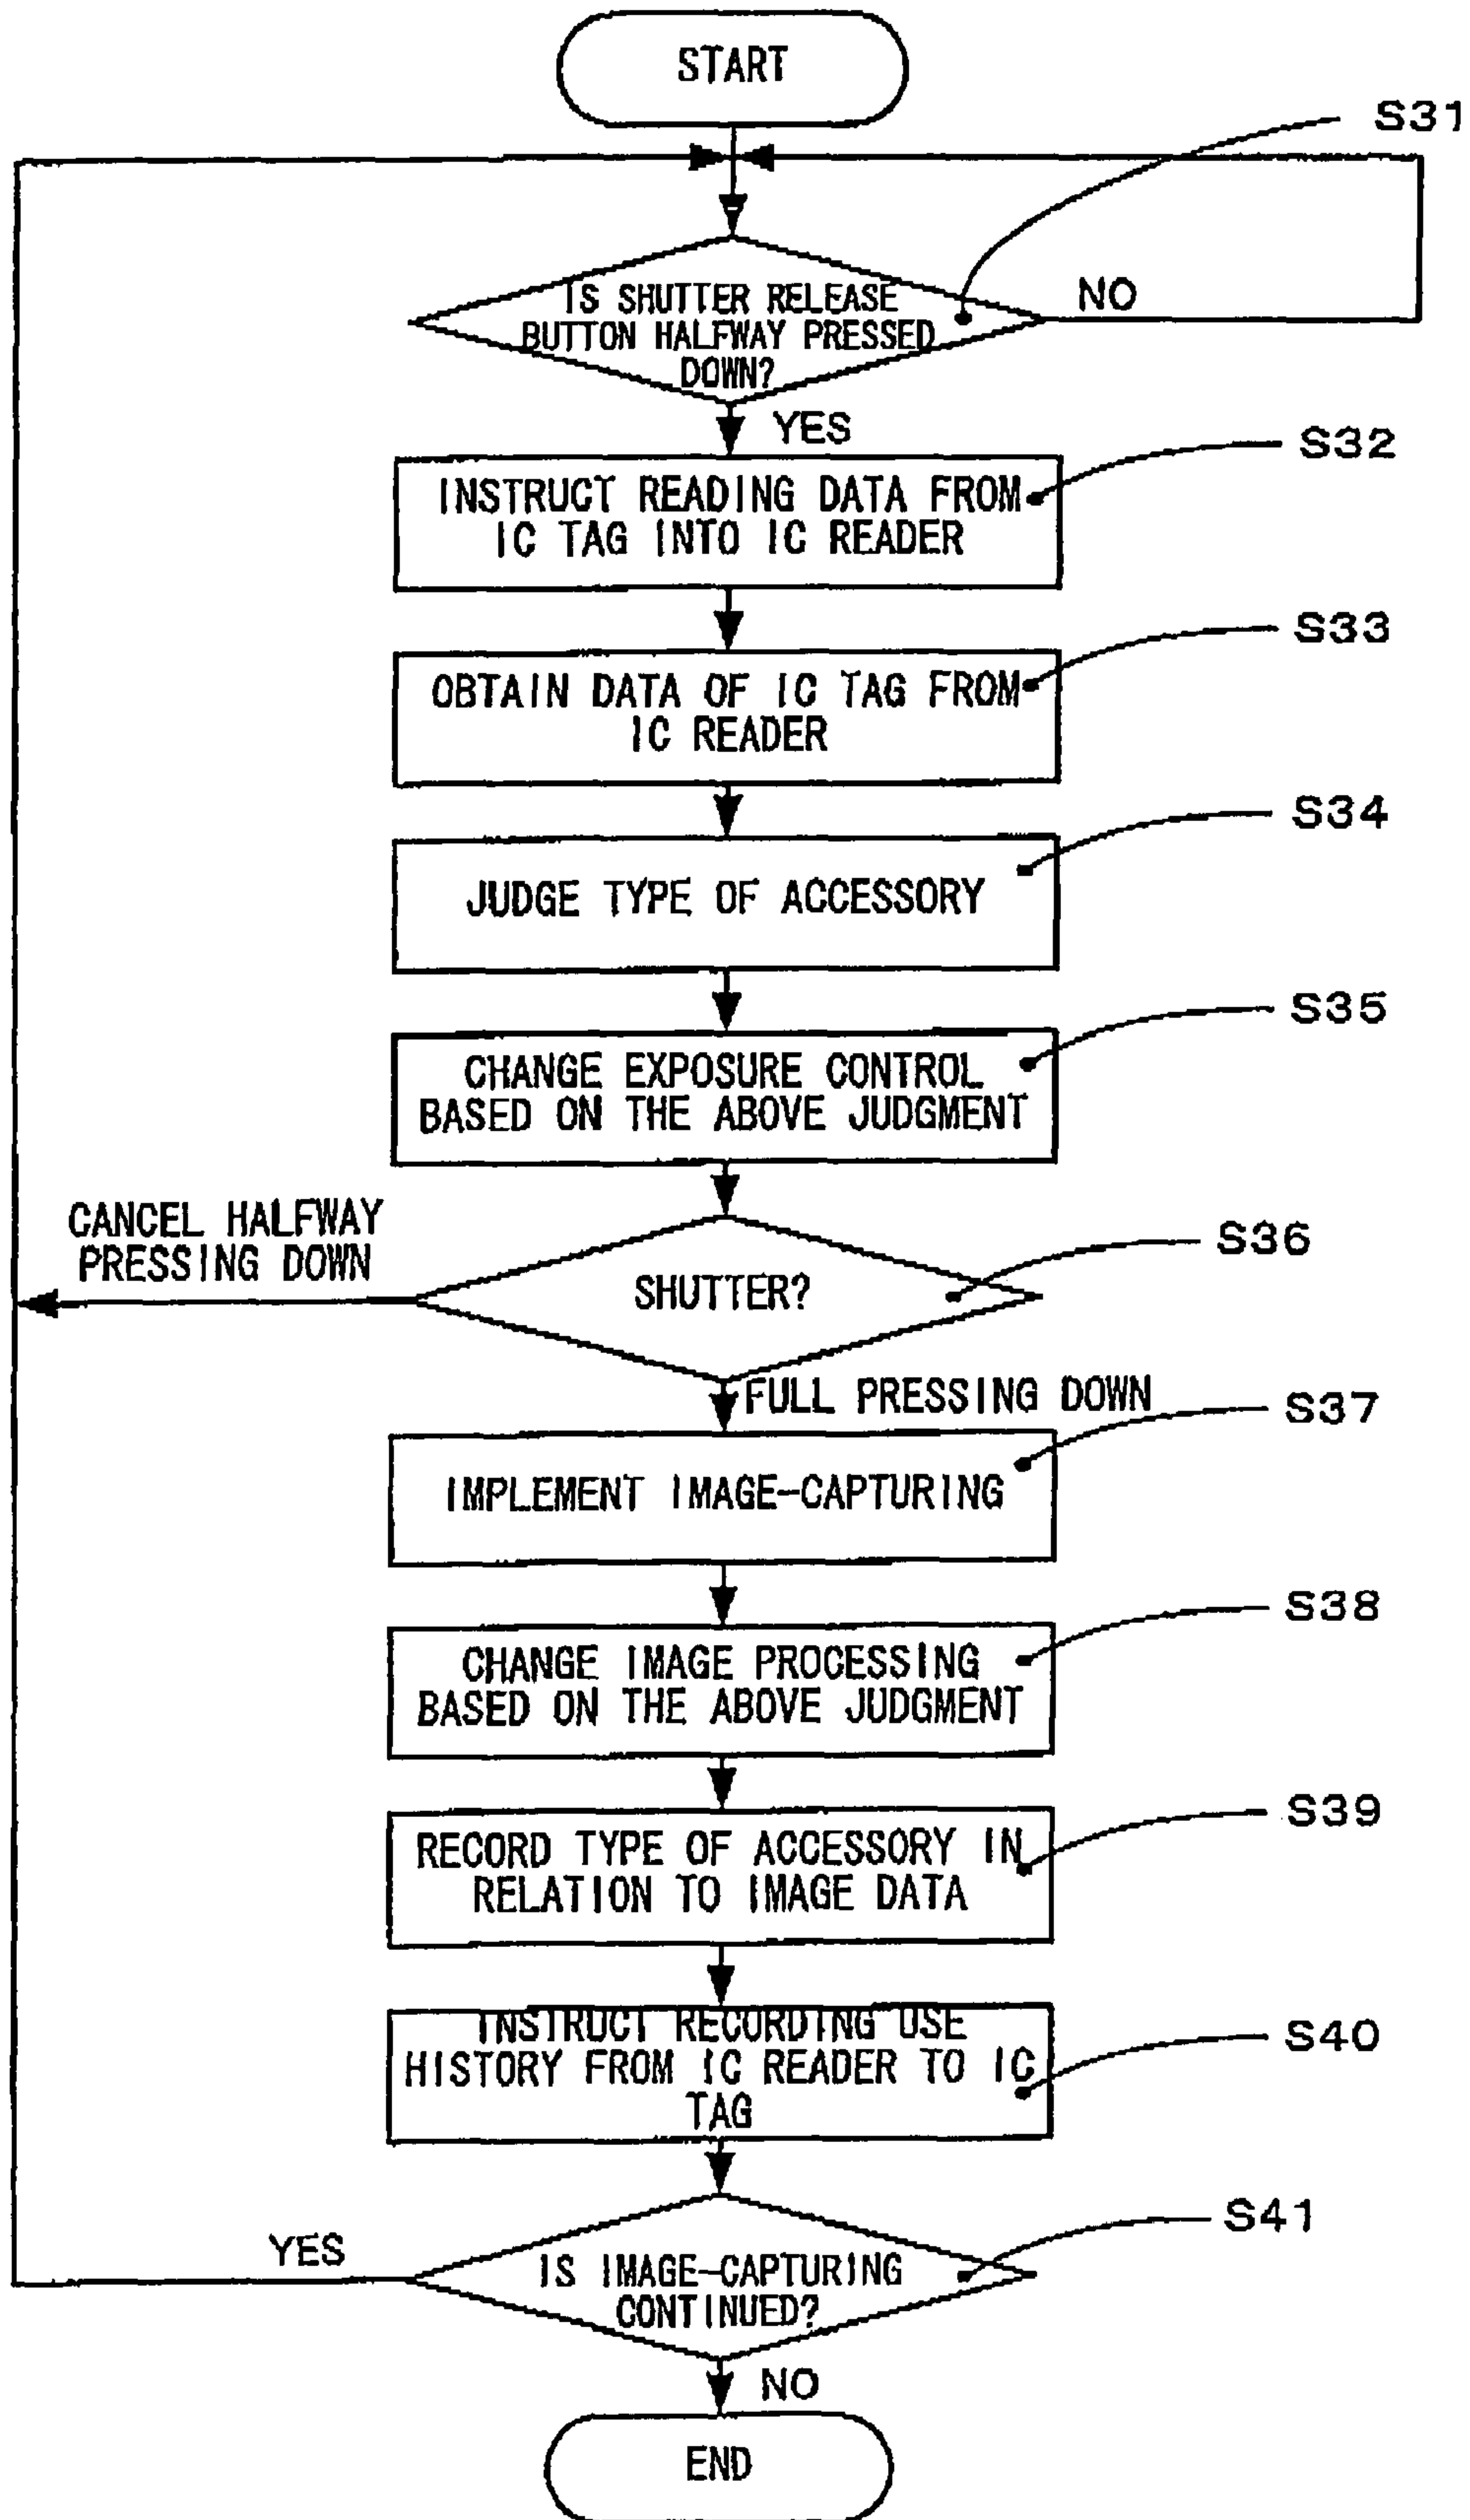 START
S31
IS SHUTTER RELEASE
BUTTON HALFWAY PRESSED
DOWN?
NO
YES
S32
INSTRUCT READING DATA FROM
IC TAG INTO IC READER
S33
OBTAIN DATA OF IC TAG FROM
IC READER
S34
JUDGE TYPE OF ACCESSORY
S35
CHANGE EXPOSURE CONTROL
BASED ON THE ABOVE JUDGMENT
CANCEL HALFWAY
PRESSING DOWN
S36
SHUTTER?
FULL PRESSING DOWN
S37
IMPLEMENT IMAGE-CAPTURING
S38
CHANGE IMAGE PROCESSING
BASED ON THE ABOVE JUDGMENT
S39
RECORD TYPE OF ACCESSORY IN
RELATION TO IMAGE DATA
S40
INSTRUCT RECORDING USE
HISTORY FROM IC READER TO IC
TAG
S41
YES
IS IMAGE-CAPTURING
CONTINUED?
NO
END